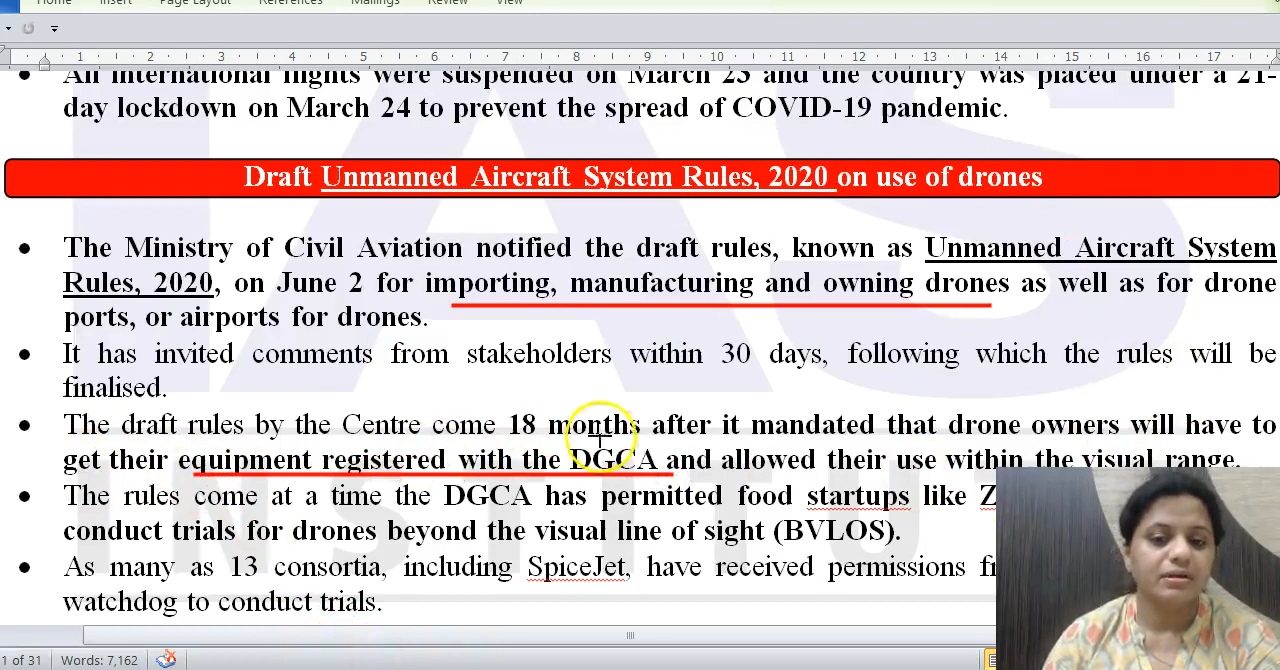 Home Insert Page Layout References Mailings Review View
1 2 3 4 5 6 7 8 9 10 11 12 13 14 15 16 17
All international flights were suspended on March 23 and the country was placed under a 21-
day lockdown on March 24 to prevent the spread of COVID-19 pandemic.
Draft Unmanned Aircraft System Rules, 2020 on use of drones
• The Ministry of Civil Aviation notified the draft rules, known as Unmanned Aircraft System
Rules, 2020, on June 2 for importing, manufacturing and owning drones as well as for drone
ports, or airports for drones.
• It has invited comments from stakeholders within 30 days, following which the rules will be
finalised.
• The draft rules by the Centre come 18 months after it mandated that drone owners will have to
get their equipment registered with the DGCA and allowed their use within the visual range.
• The rules come at a time the DGCA has permitted food startups like
conduct trials for drones beyond the visual line of sight (BVLOS).
• As many as 13 consortia, including SpiceJet, have received permissions
watchdog to conduct trials.
IAS
INSTITUT
1 of 31 Words: 7,162